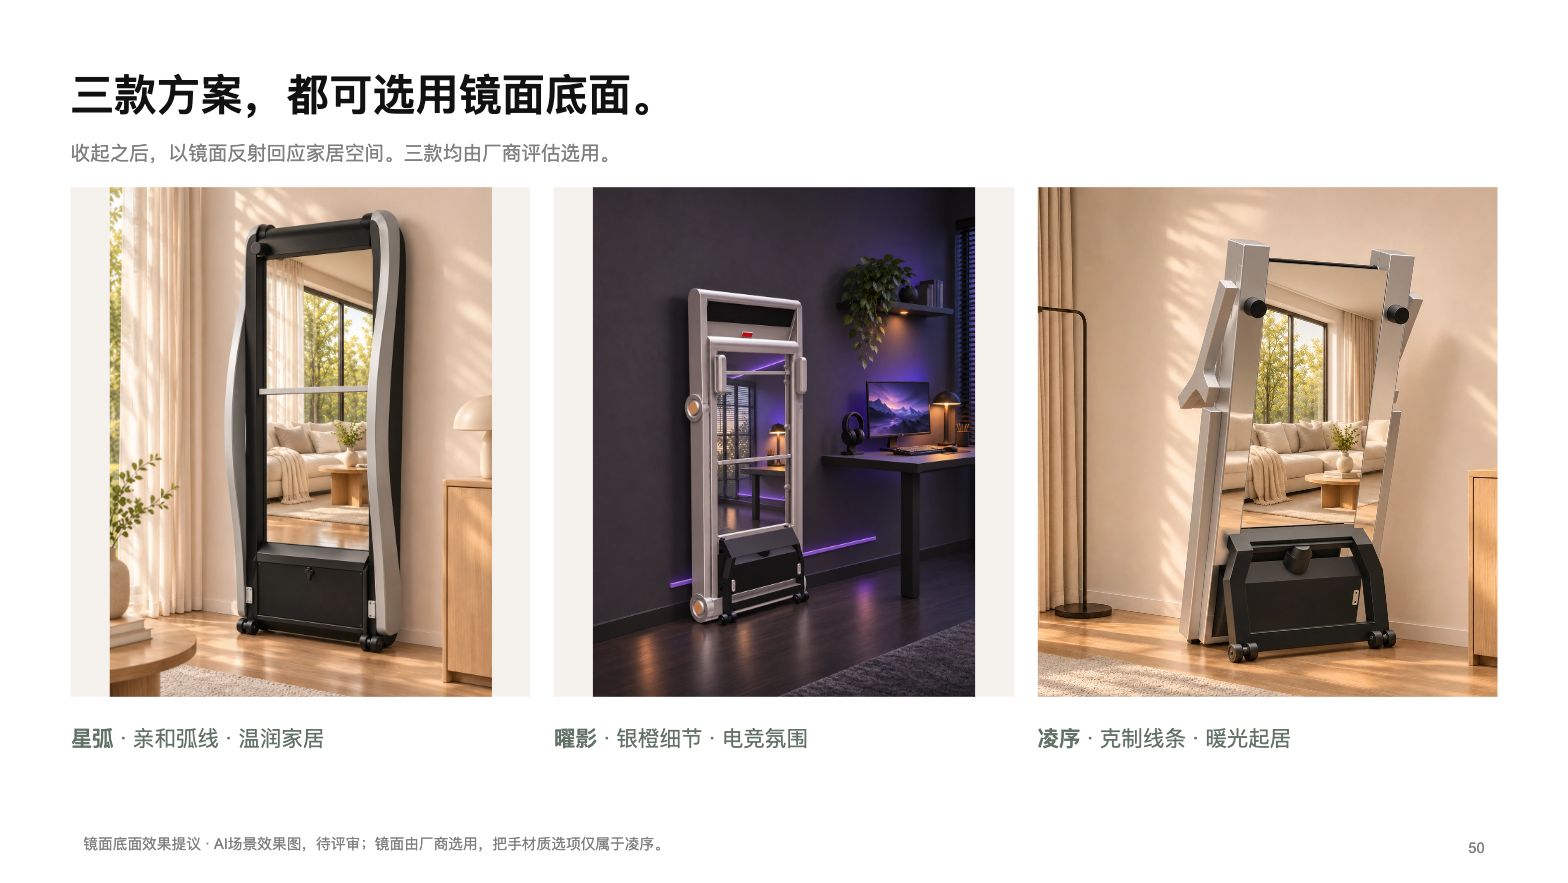 三款方案，都可选用镜面底面。
收起之后，以镜面反射回应家居空间。三款均由厂商评估选用。
星弧 · 亲和弧线 · 温润家居
曜影 · 银橙细节 · 电竞氛围
凌序 · 克制线条 · 暖光起居
镜面底面效果提议 · AI场景效果图，待评审；镜面由厂商选用，把手材质选项仅属于凌序。
50